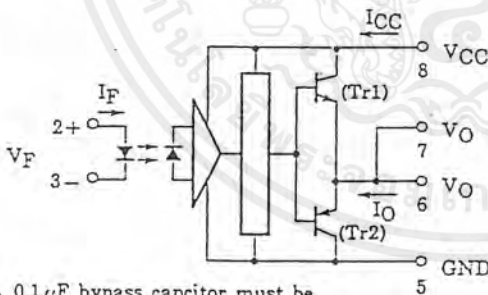 ICC
VCC
8
IF
(Tr1)
2+
VO
7
VF
VO
3-
6
IO
(Tr2)
GND
5
0.1μF bypass capcitor must be